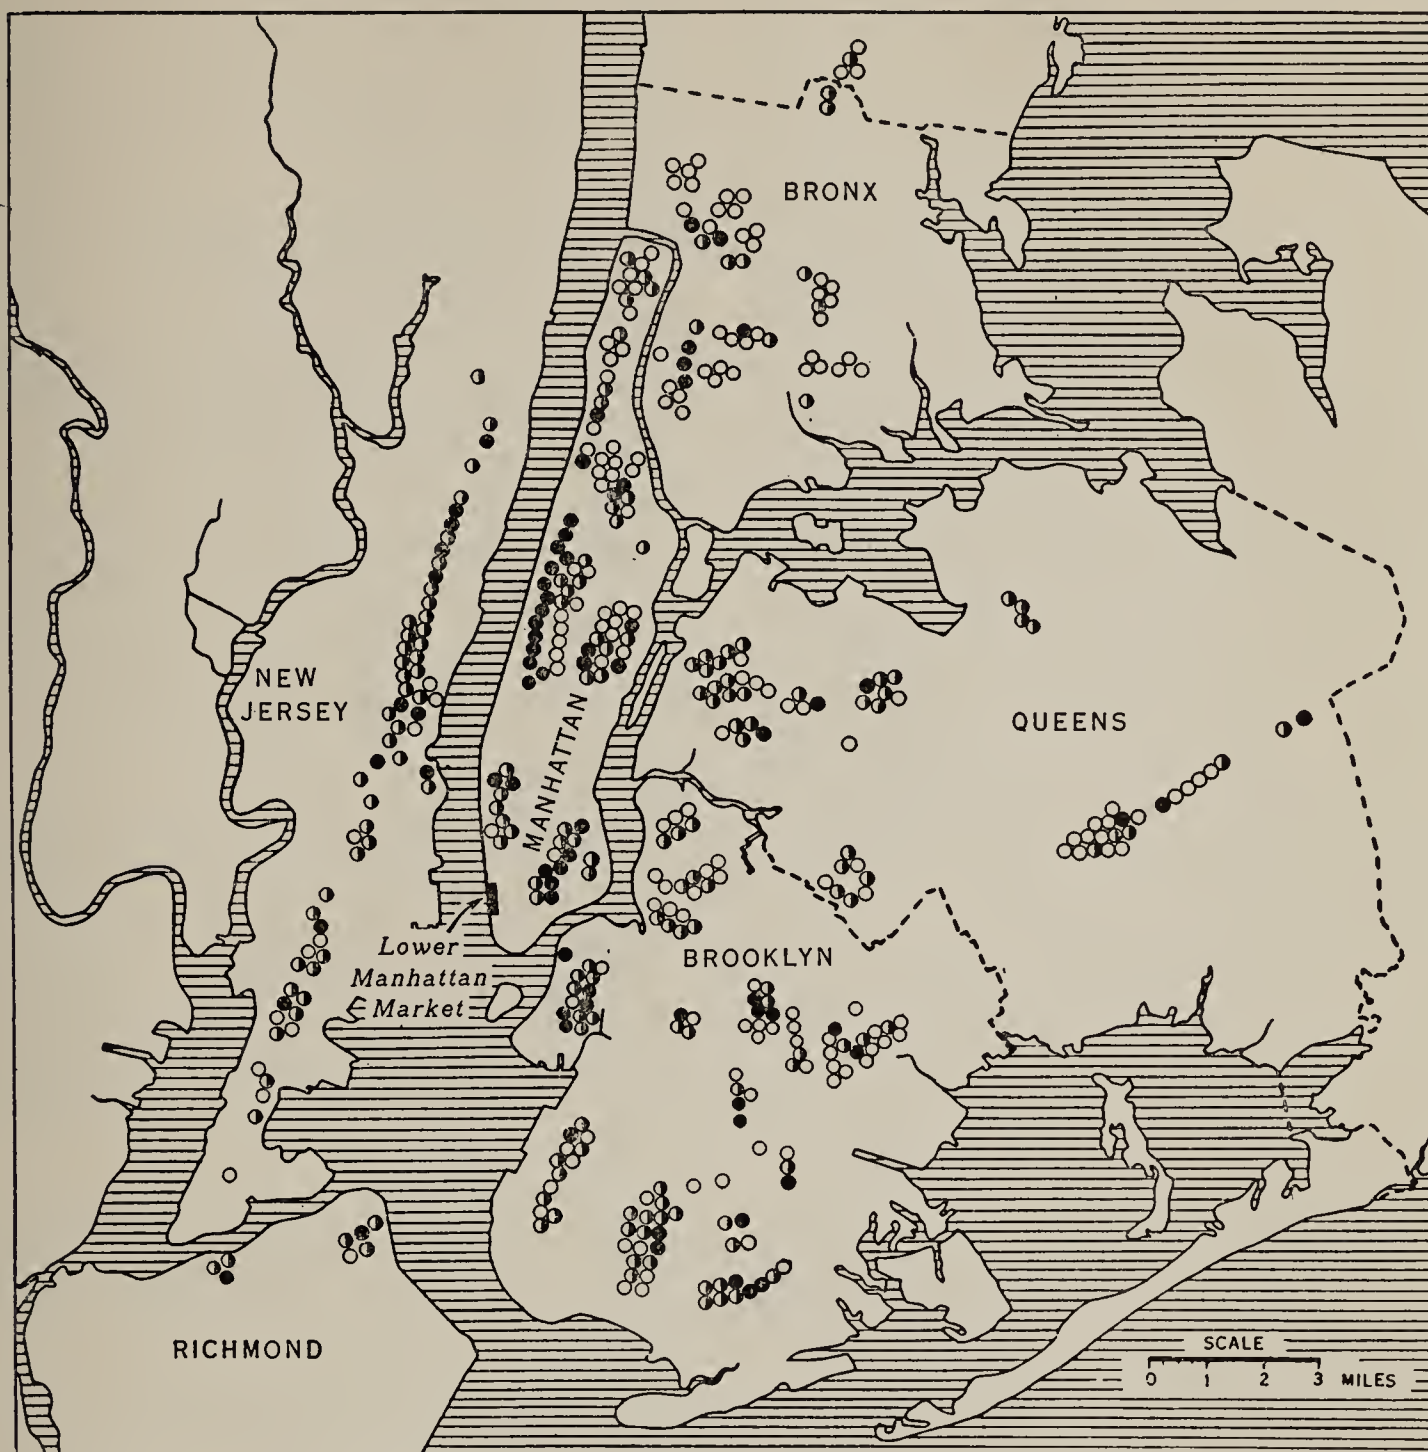 BRONX
NEW
JERSEY
MANHATTAN
QUEENS
Lower
Manhattan
Market
BROOKLYN
RICHMOND
SCALE
0 1 2 3 MILES